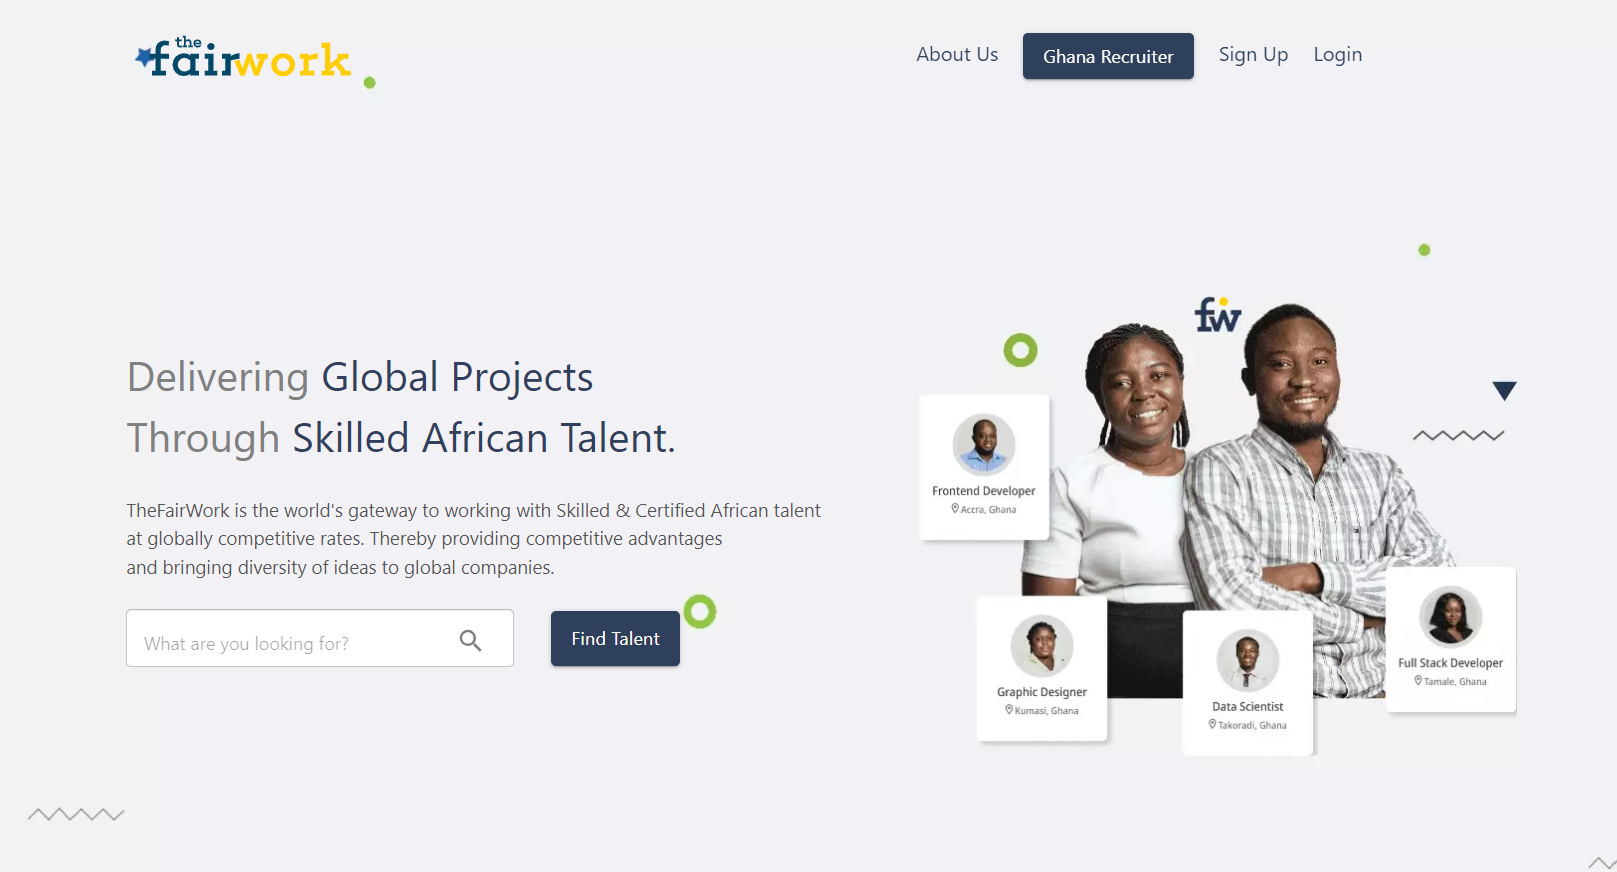 the
fairwork
About Us
Ghana Recruiter
Sign Up
Login
fw
Delivering Global Projects
Through Skilled African Talent.
TheFairWork is the world's gateway to working with Skilled & Certified African talent
at globally competitive rates. Thereby providing competitive advantages
and bringing diversity of ideas to global companies.
What are you looking for?
Find Talent
Frontend Developer
Accra, Ghana
Graphic Designer
Kumasi, Ghana
Data Scientist
Takoradi, Ghana
Full Stack Developer
Tamale, Ghana